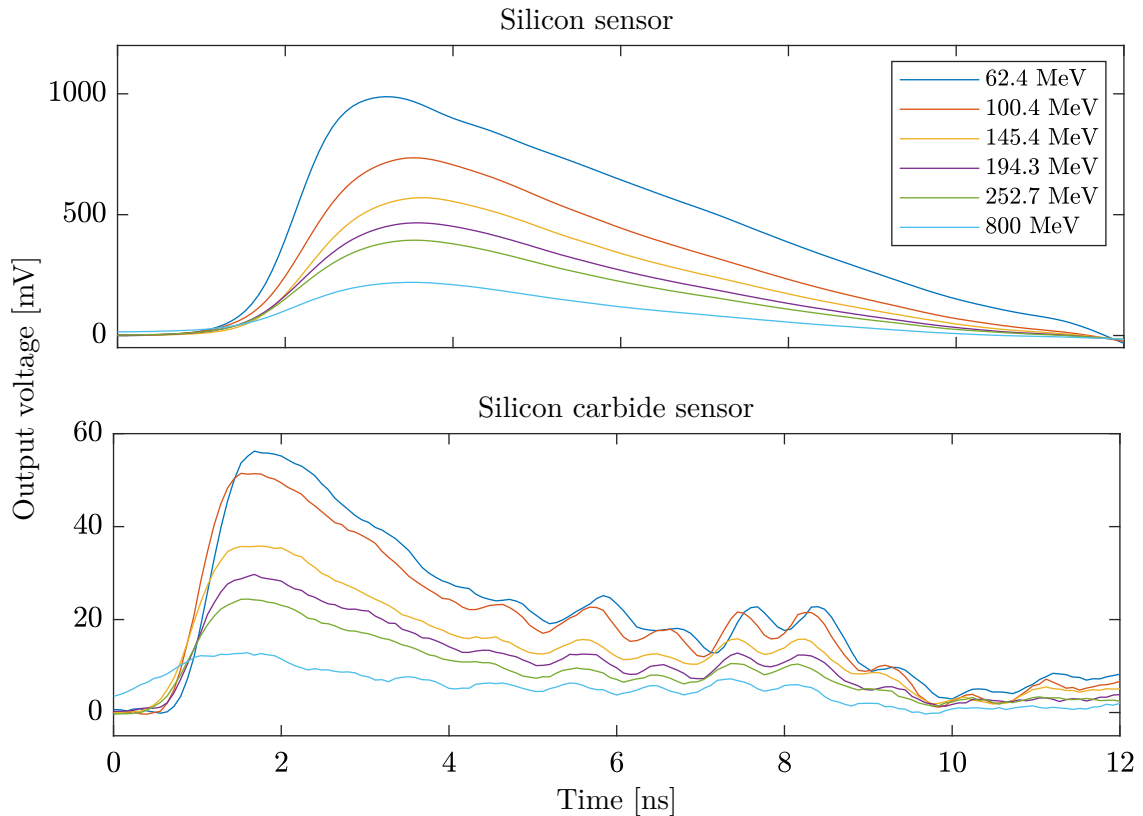 Silicon sensor
1000
500
0
62.4 MeV
100.4 MeV
145.4 MeV
194.3 MeV
252.7 MeV
800 MeV
Output voltage [mV]
Silicon carbide sensor
60
40
20
0
0 2 4 6 8 10 12
Time [ns]